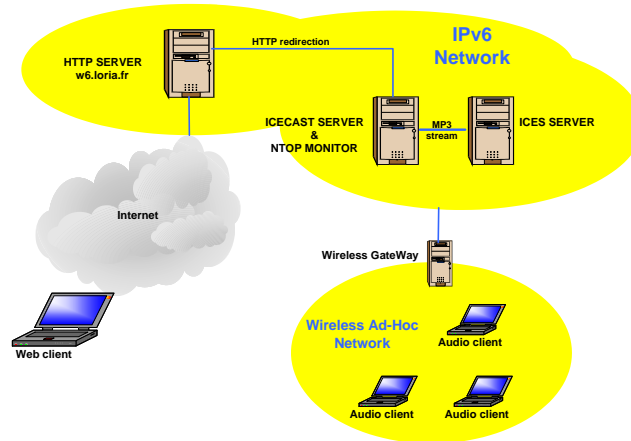 IPv6
Network
HTTP SERVER
w6.loria.fr
HTTP redirection
ICECAST SERVER
&
NTOP MONITOR
MP3
stream
ICES SERVER
Internet
Wireless GateWay
Web client
Wireless Ad-Hoc
Network
Audio client
Audio client
Audio client